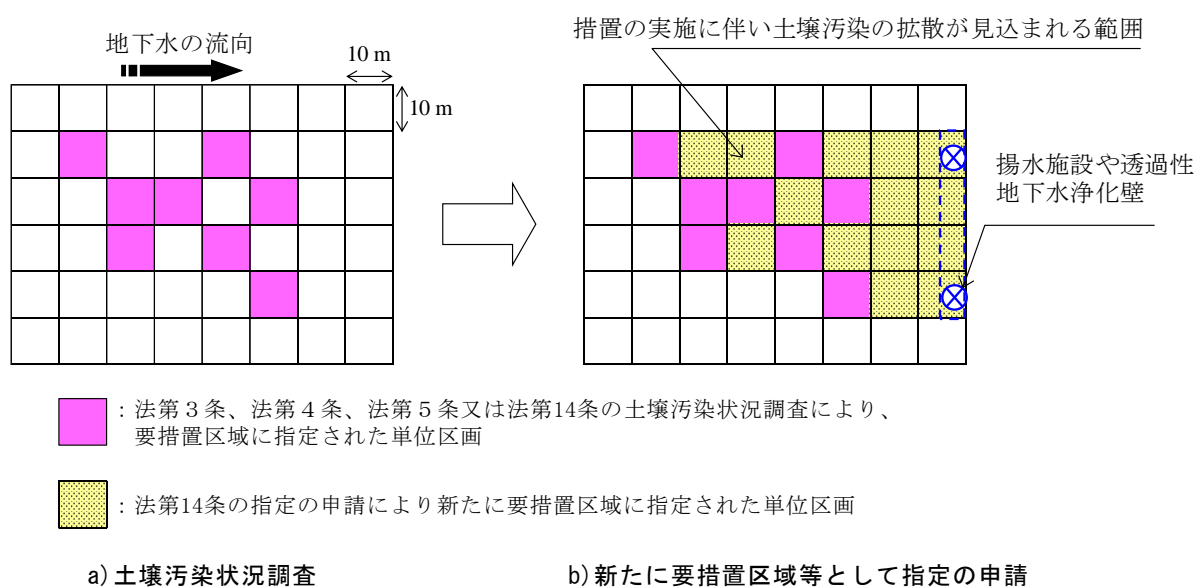 措置の実施に伴い土壌汚染の拡散が見込まれる範囲
地下水の流向
10 m
10 m
揚水施設や透過性
地下水浄化壁
：法第３条、法第４条、法第５条又は法第14条の土壌汚染状況調査により、
要措置区域に指定された単位区画
：法第14条の指定の申請により新たに要措置区域に指定された単位区画
a)土壌汚染状況調査
b)新たに要措置区域等として指定の申請